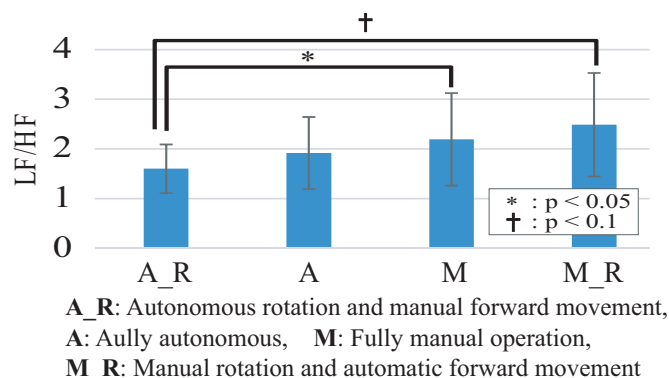 †
4
*
3
LF/HF
2
* : p < 0.05
1
† : p < 0.1
0
A_R A M M_R
A_R: Autonomous rotation and manual forward movement,
A: Aully autonomous, M: Fully manual operation,
M_R: Manual rotation and automatic forward movement